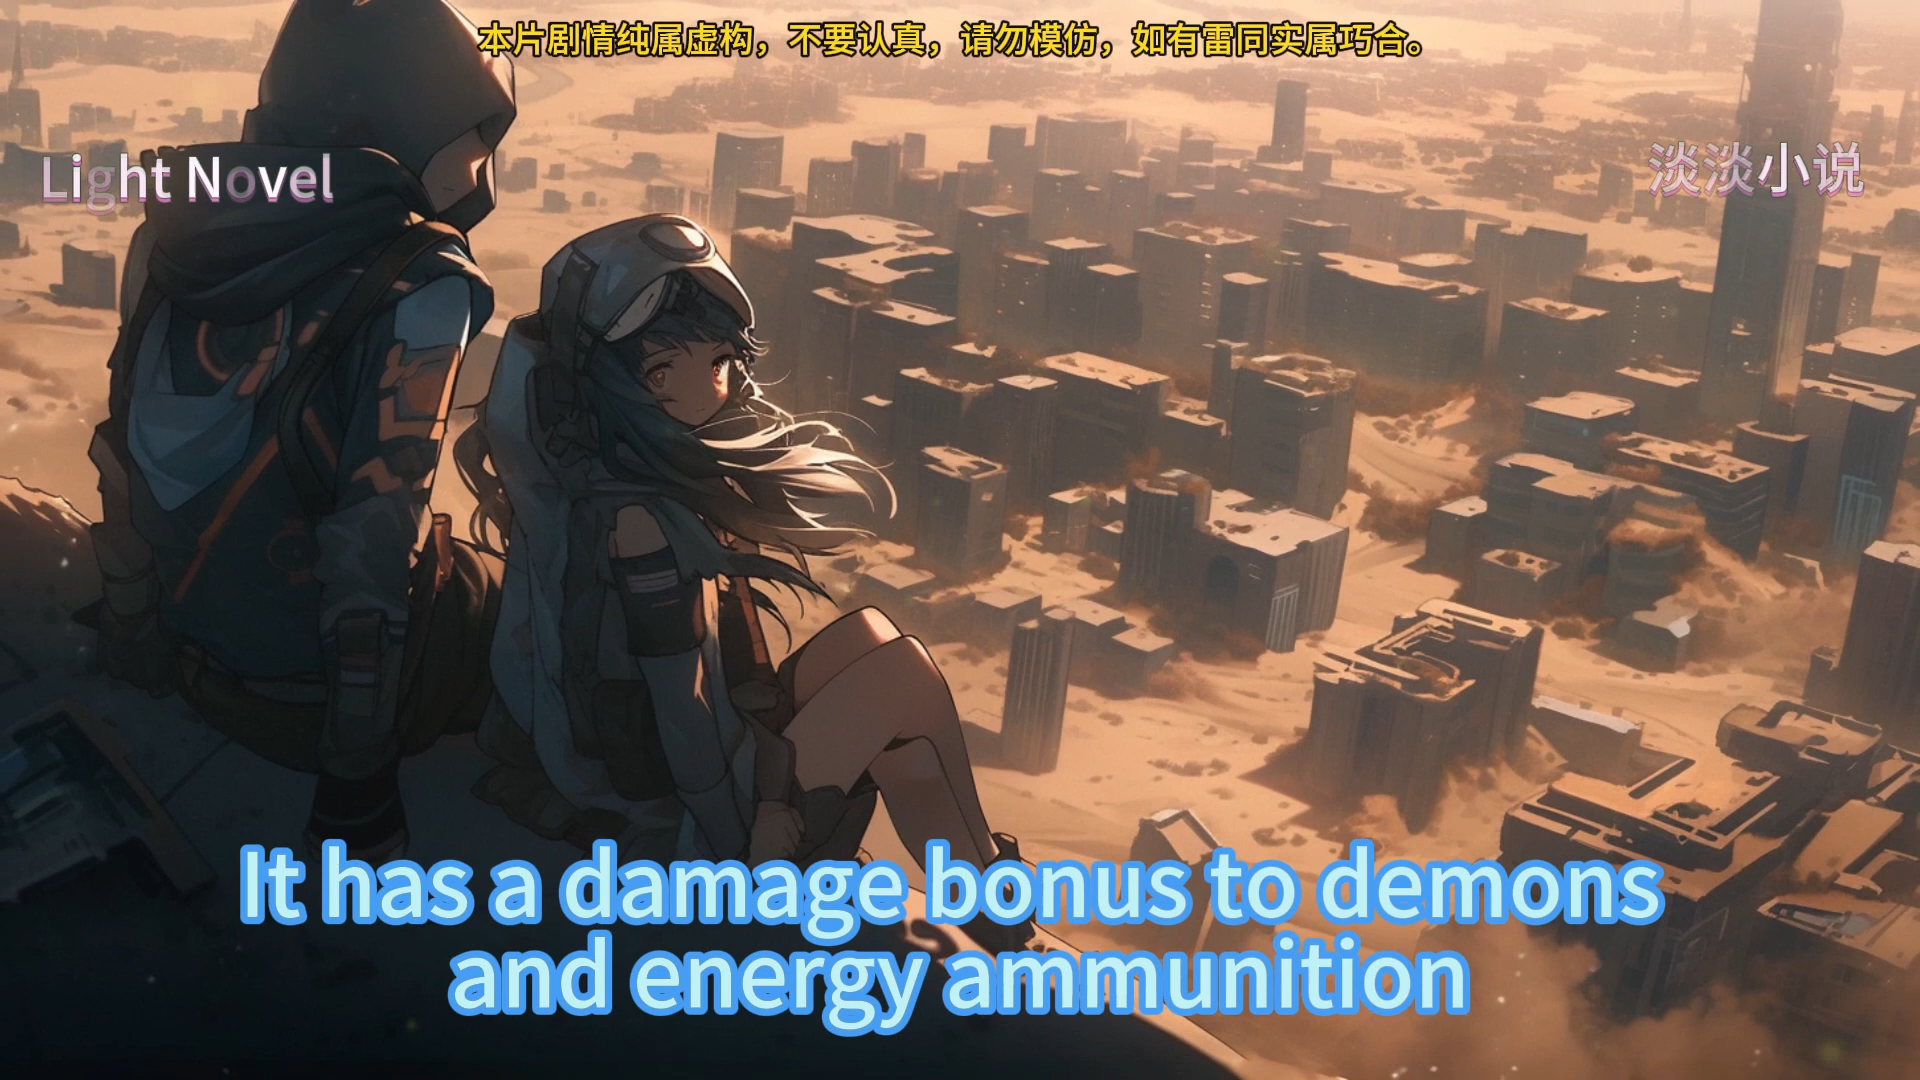 本片剧情纯属虚构，不要认真，请勿模仿，如有雷同实属巧合。
Light Novel
淡淡小说
It has a damage bonus to demons
and energy ammunition